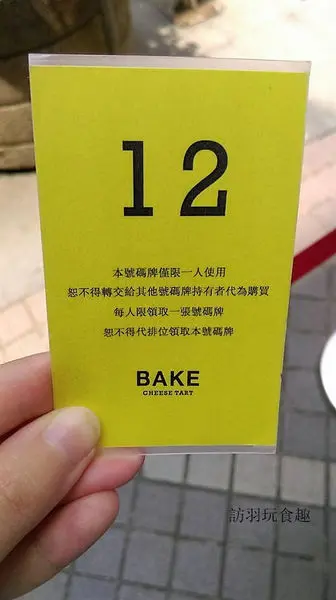 12
本號碼牌僅限一人使用
恕不得轉交給其他號碼牌持有者代為購買
每人限領取一張號碼牌
恕不得代排位領取本號碼牌
BAKE
CHEESE TART
訪羽玩食趣